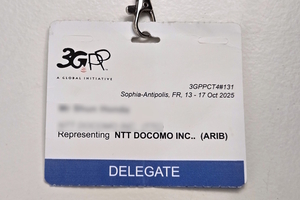 3GPP
A GLOBAL INITIATIVE
3GPPCT4#131
Sophia-Antipolis, FR, 13 - 17 Oct 2025
Representing NTT DOCOMO INC.. (ARIB)
DELEGATE